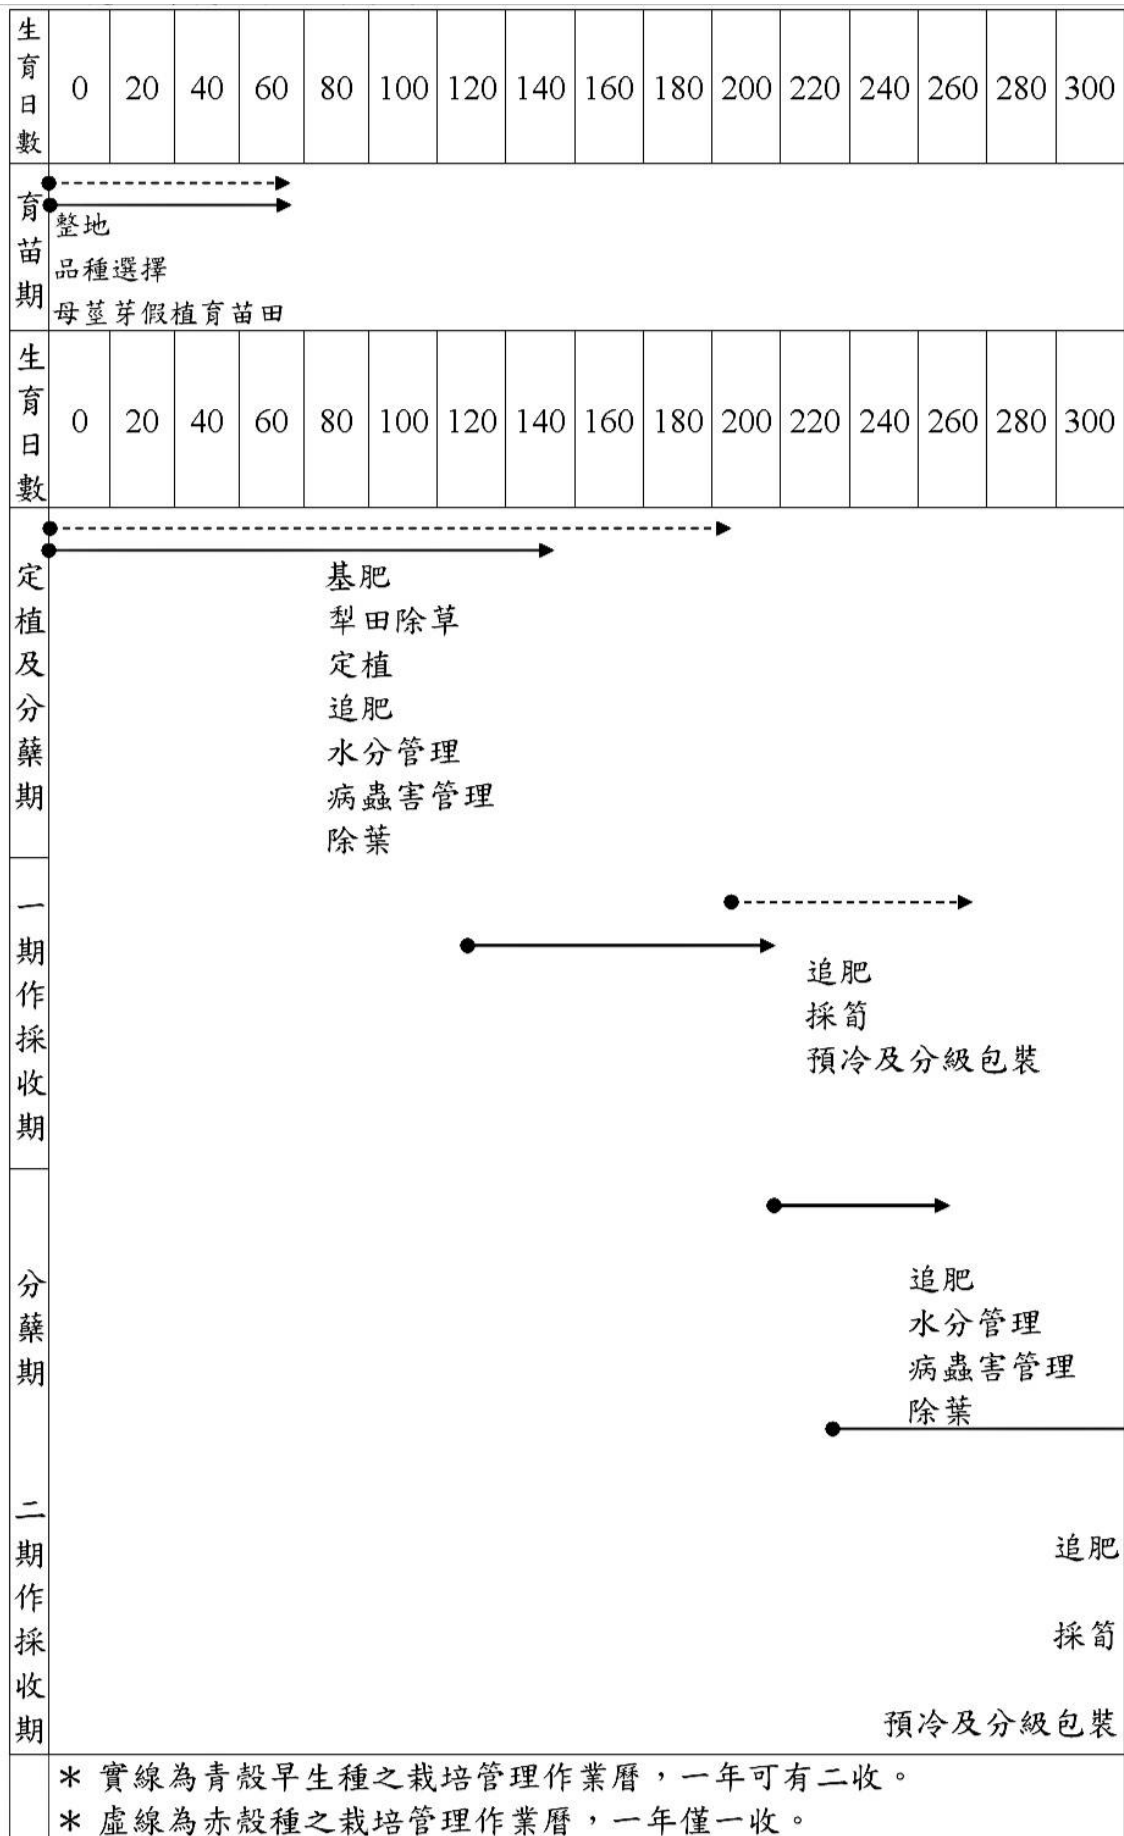 生育日數 0 20 40 60 80 100 120 140 160 180 200 220 240 260 280 300
育苗期
整地
品種選擇
母莖芽假植育苗田
生育日數 0 20 40 60 80 100 120 140 160 180 200 220 240 260 280 300
定植及分蘗期
基肥
犁田除草
定植
追肥
水分管理
病蟲害管理
除葉
一期作採收期
追肥
採筍
預冷及分級包裝
分蘗期
追肥
水分管理
病蟲害管理
除葉
二期作採收期
追肥
採筍
預冷及分級包裝
＊ 實線為青殼早生種之栽培管理作業曆，一年可有二收。
＊ 虛線為赤殼種之栽培管理作業曆，一年僅一收。